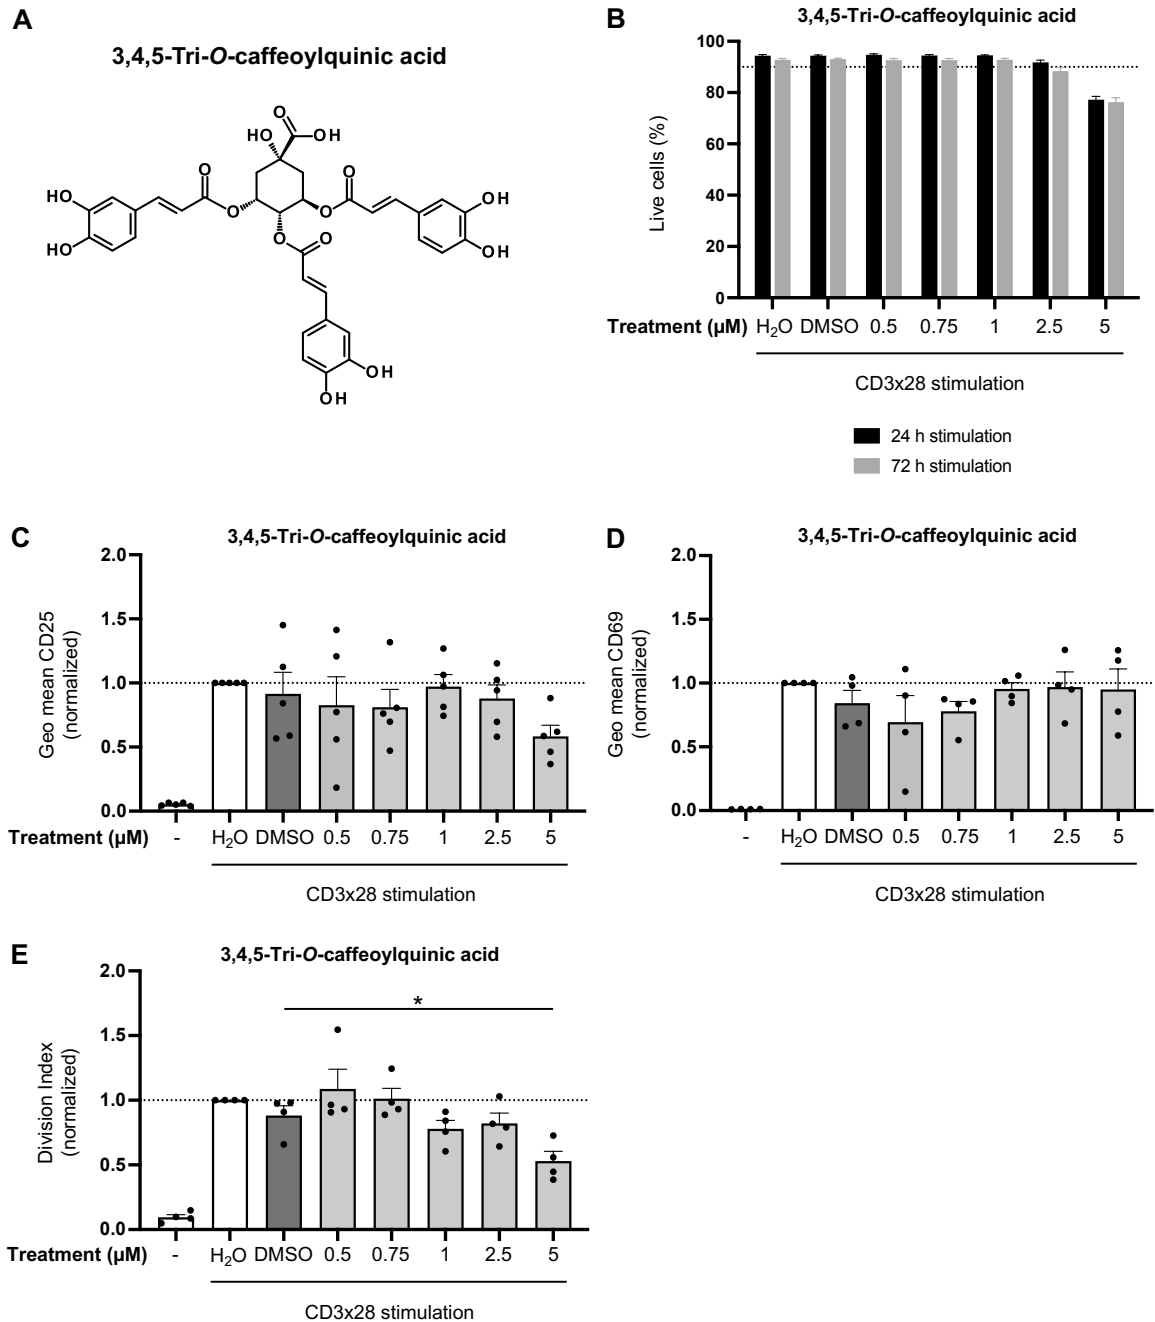 A
3,4,5-Tri-O-caffeoylquinic acid
O
HO
OH
O
O
HO
OH
O
O
HO
O
O
OH
OH
OH
B
3,4,5-Tri-O-caffeoylquinic acid
100
80
60
40
20
0
Live cells (%)
Treatment (µM) H₂O DMSO 0.5 0.75 1 2.5 5
CD3x28 stimulation
24 h stimulation
72 h stimulation
C
3,4,5-Tri-O-caffeoylquinic acid
2.0
1.5
1.0
0.5
0.0
Geo mean CD25
(normalized)
Treatment (µM) - H₂O DMSO 0.5 0.75 1 2.5 5
CD3x28 stimulation
D
3,4,5-Tri-O-caffeoylquinic acid
2.0
1.5
1.0
0.5
0.0
Geo mean CD69
(normalized)
- H₂O DMSO 0.5 0.75 1 2.5 5
CD3x28 stimulation
E
3,4,5-Tri-O-caffeoylquinic acid
2.0
1.5
1.0
0.5
0.0
Division Index
(normalized)
*
Treatment (µM) - H₂O DMSO 0.5 0.75 1 2.5 5
CD3x28 stimulation